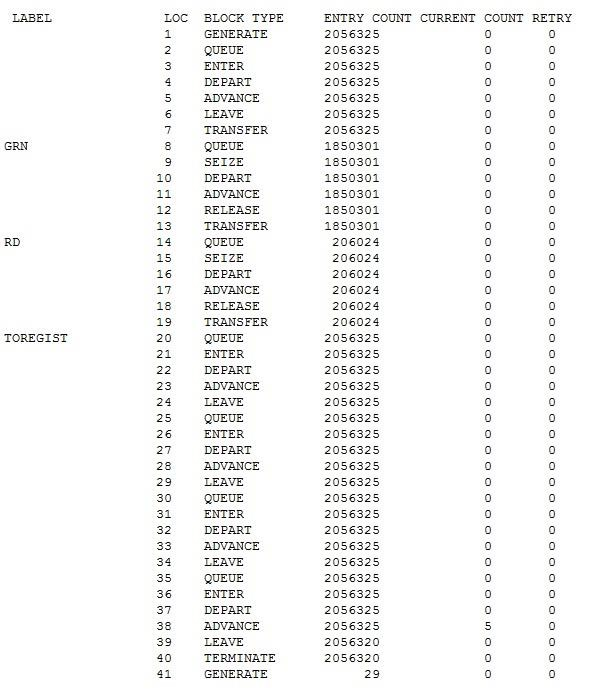 LABEL LOC BLOCK TYPE ENTRY COUNT CURRENT COUNT RETRY
1 GENERATE 2056325 0 0
2 QUEUE 2056325 0 0
3 ENTER 2056325 0 0
4 DEPART 2056325 0 0
5 ADVANCE 2056325 0 0
6 LEAVE 2056325 0 0
7 TRANSFER 2056325 0 0
GRN 8 QUEUE 1850301 0 0
9 SEIZE 1850301 0 0
10 DEPART 1850301 0 0
11 ADVANCE 1850301 0 0
12 RELEASE 1850301 0 0
13 TRANSFER 1850301 0 0
RD 14 QUEUE 206024 0 0
15 SEIZE 206024 0 0
16 DEPART 206024 0 0
17 ADVANCE 206024 0 0
18 RELEASE 206024 0 0
19 TRANSFER 206024 0 0
TOREGIST 20 QUEUE 2056325 0 0
21 ENTER 2056325 0 0
22 DEPART 2056325 0 0
23 ADVANCE 2056325 0 0
24 LEAVE 2056325 0 0
25 QUEUE 2056325 0 0
26 ENTER 2056325 0 0
27 DEPART 2056325 0 0
28 ADVANCE 2056325 0 0
29 LEAVE 2056325 0 0
30 QUEUE 2056325 0 0
31 ENTER 2056325 0 0
32 DEPART 2056325 0 0
33 ADVANCE 2056325 0 0
34 LEAVE 2056325 0 0
35 QUEUE 2056325 0 0
36 ENTER 2056325 0 0
37 DEPART 2056325 0 0
38 ADVANCE 2056325 5 0
39 LEAVE 2056320 0 0
40 TERMINATE 2056320 0 0
41 GENERATE 29 0 0